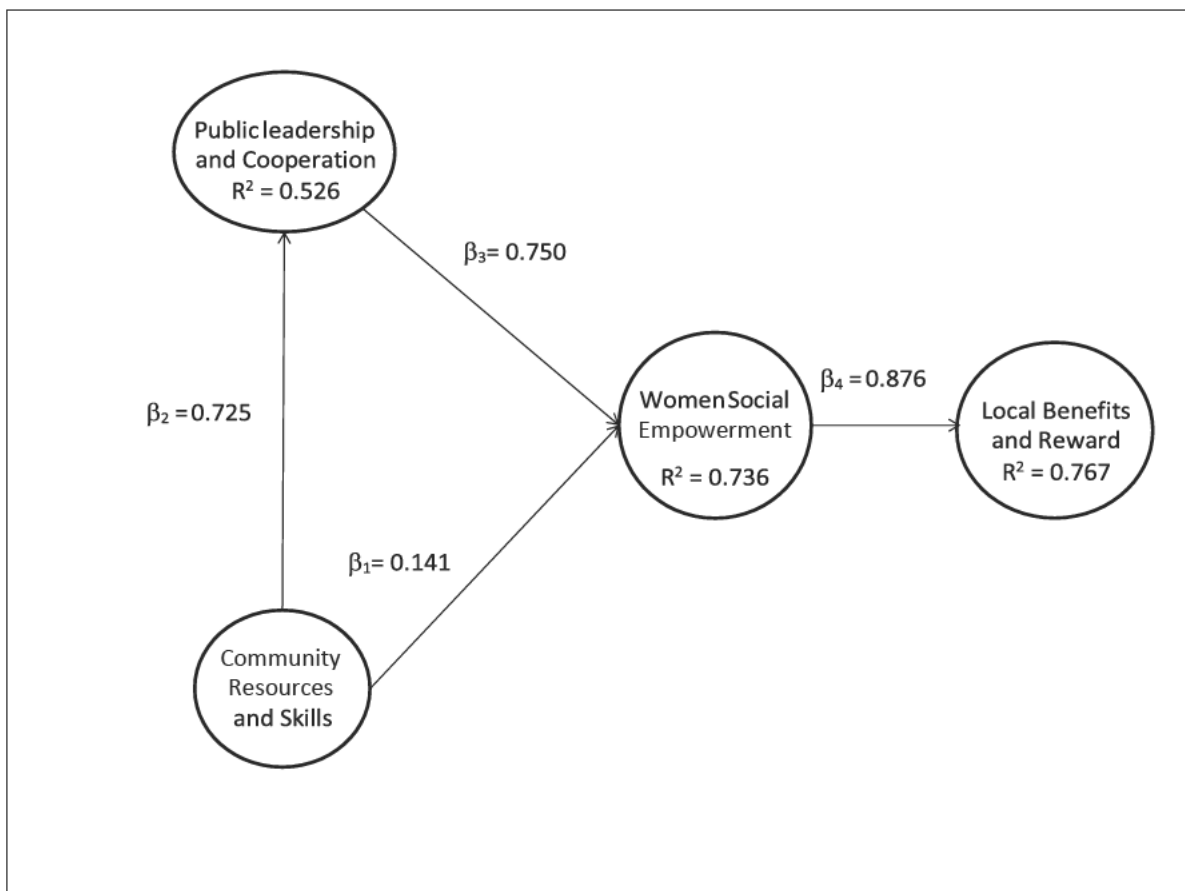 Public leadership
and Cooperation
R² = 0.526
β₃= 0.750
β₂ = 0.725
Women Social
Empowerment
R² = 0.736
β₄ = 0.876
Local Benefits
and Reward
R² = 0.767
β₁= 0.141
Community
Resources
and Skills